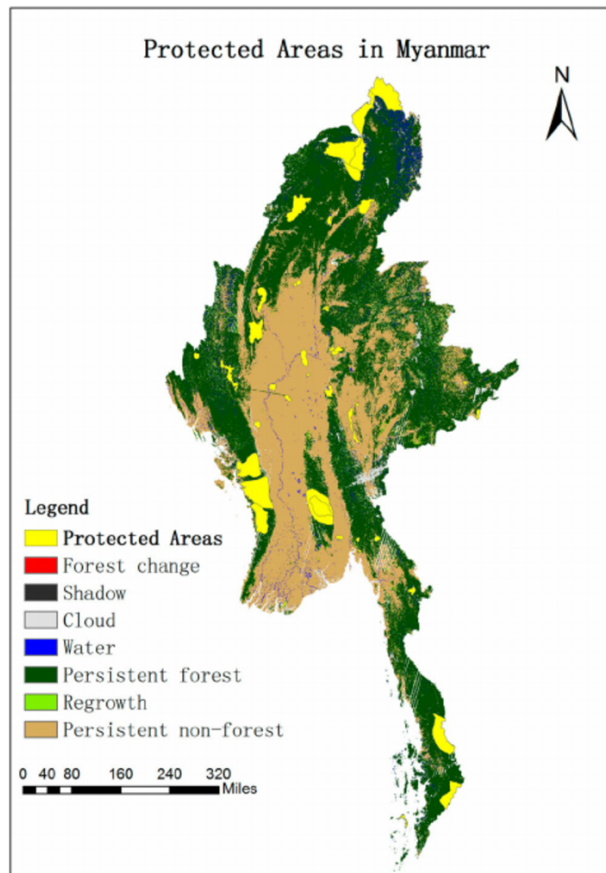 Protected Areas in Myanmar
N
Legend
Protected Areas
Forest change
Shadow
Cloud
Water
Persistent forest
Regrowth
Persistent non-forest
0 40 80 160 240 320
Miles